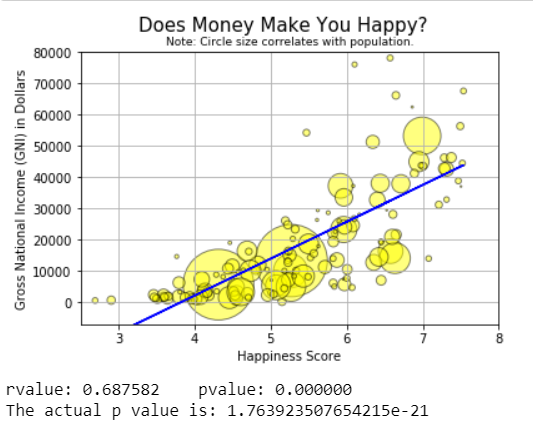 Does Money Make You Happy?
Note: Circle size correlates with population.
80000
70000
60000
50000
40000
30000
20000
10000
0
Gross National Income (GNI) in Dollars
3 4 5 6 7 8
Happiness Score
rvalue: 0.687582    pvalue: 0.000000
The actual p value is: 1.763923507654215e-21